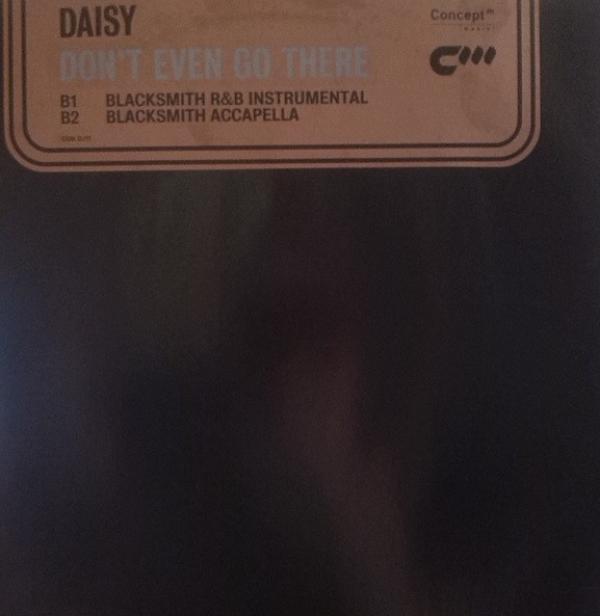 DAISY
Concept m
DON'T EVEN GO THERE
B1 BLACKSMITH R&B INSTRUMENTAL
B2 BLACKSMITH ACCAPELLA